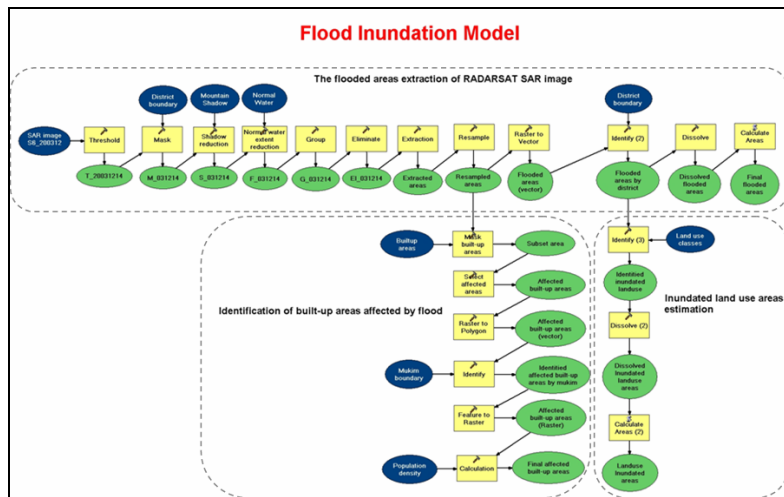 Flood Inundation Model
The flooded areas extraction of RADARSAT SAR image
District
boundary
Mountain
Shadow
Normal
Water
District
boundary
SAR image
S6_280312
Threshold
Mask
Shadow
reduction
Normal water
extent
reduction
Group
Eliminate
Extraction
Resample
Raster to
Vector
Identify (2)
Dissolve
Calculate
Areas
T_20031214
M_031214
S_031214
F_031214
G_031214
El_031214
Extracted
areas
Resampled
areas
Flooded
areas
(vector)
Flooded
areas by
district
Dissolved
flooded
areas
Final
flooded
areas
Builtup
areas
Mask
built-up
areas
Subset area
Select
affected
areas
Affected
built-up areas
Identification of built-up areas affected by flood
Raster to
Polygon
Affected
built-up areas
(vector)
Mukim
boundary
Identify
Identified
affected built-up
areas by mukim
Feature to
Raster
Affected
built-up areas
(Raster)
Population
density
Calculation
Final affected
built-up areas
Identify (3)
Land use
classes
Identified
inundated
landuse
Inundated land use areas
estimation
Dissolve (2)
Dissolved
Inundated
landuse
areas
Calculate
Areas (2)
Landuse
Inundated
areas